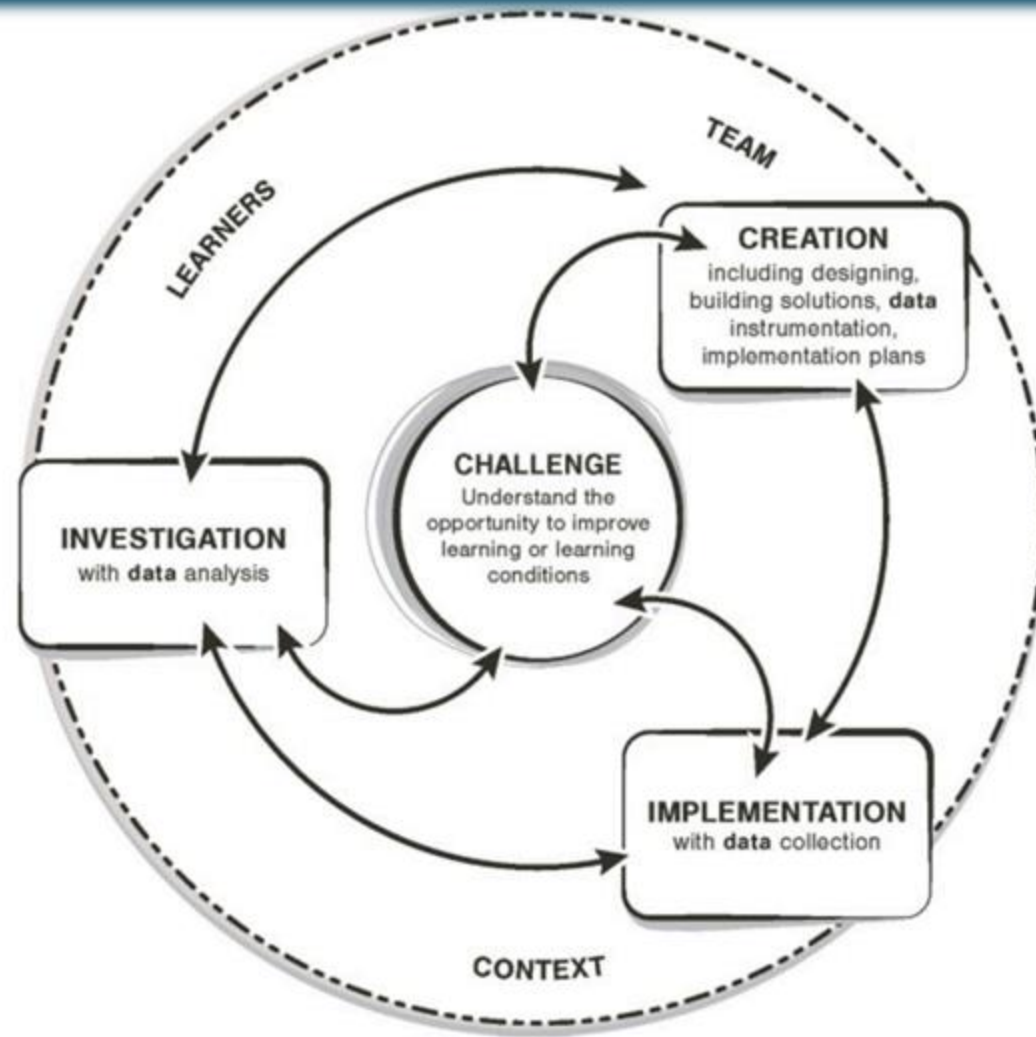 LEARNERS
TEAM
CREATION
including designing,
building solutions, data
instrumentation,
implementation plans
CHALLENGE
Understand the
opportunity to improve
learning or learning
conditions
INVESTIGATION
with data analysis
IMPLEMENTATION
with data collection
CONTEXT